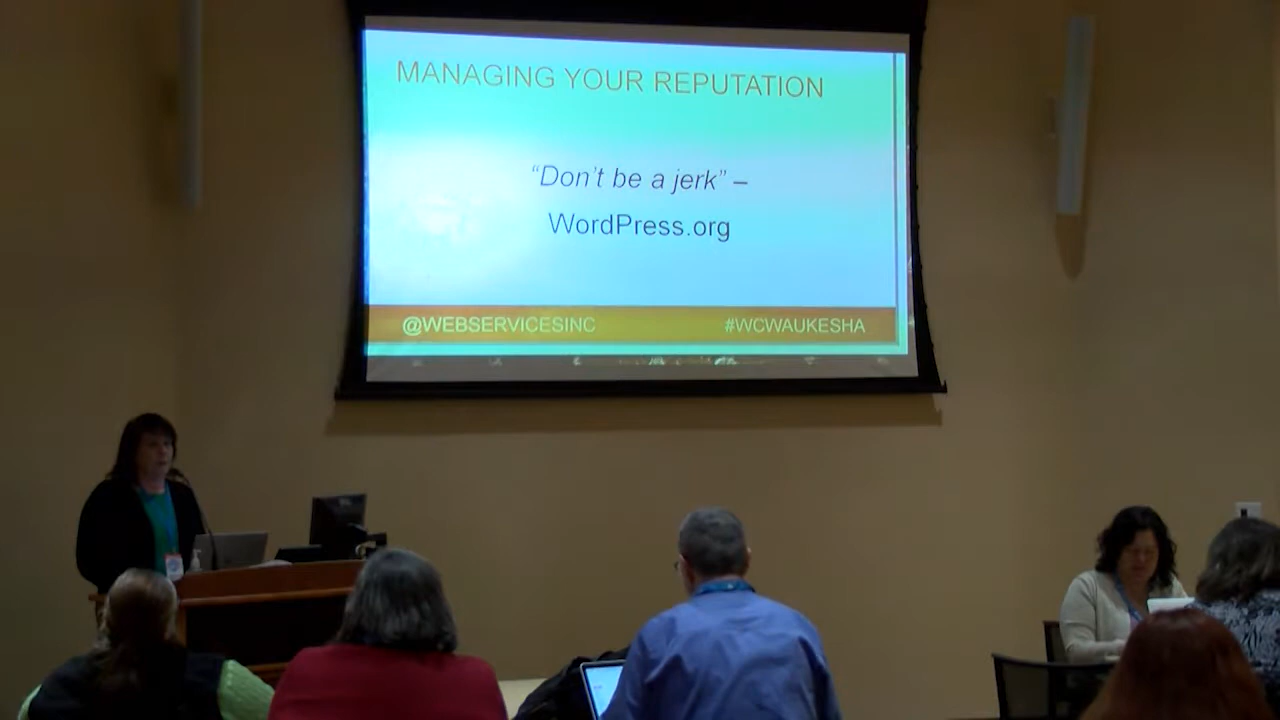 MANAGING YOUR REPUTATION
“Don’t be a jerk” –
WordPress.org
@WEBSERVICESINC
#WCWAUKESHA